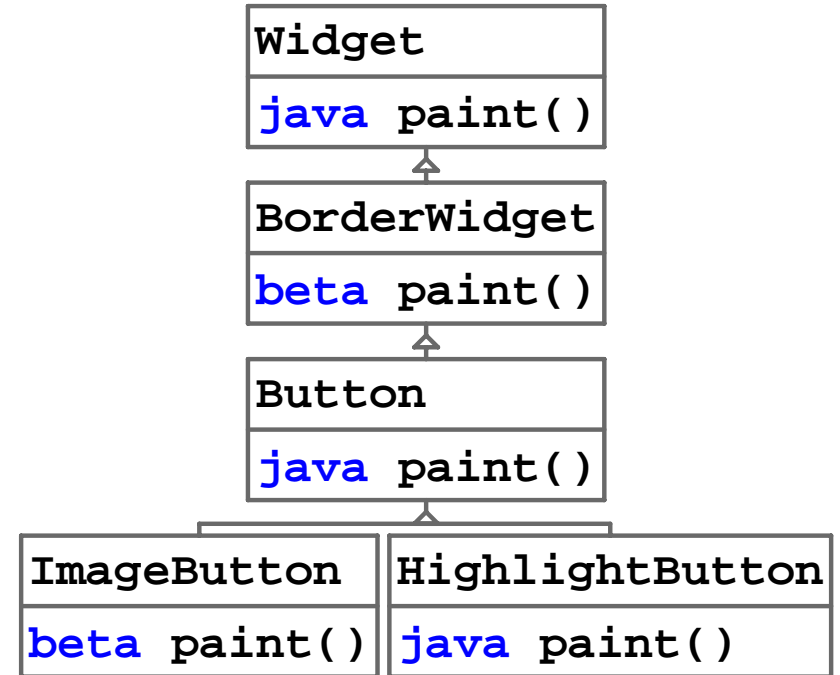 Widget
java paint()
BorderWidget
beta paint()
Button
java paint()
ImageButton
beta paint()
HighlightButton
java paint()